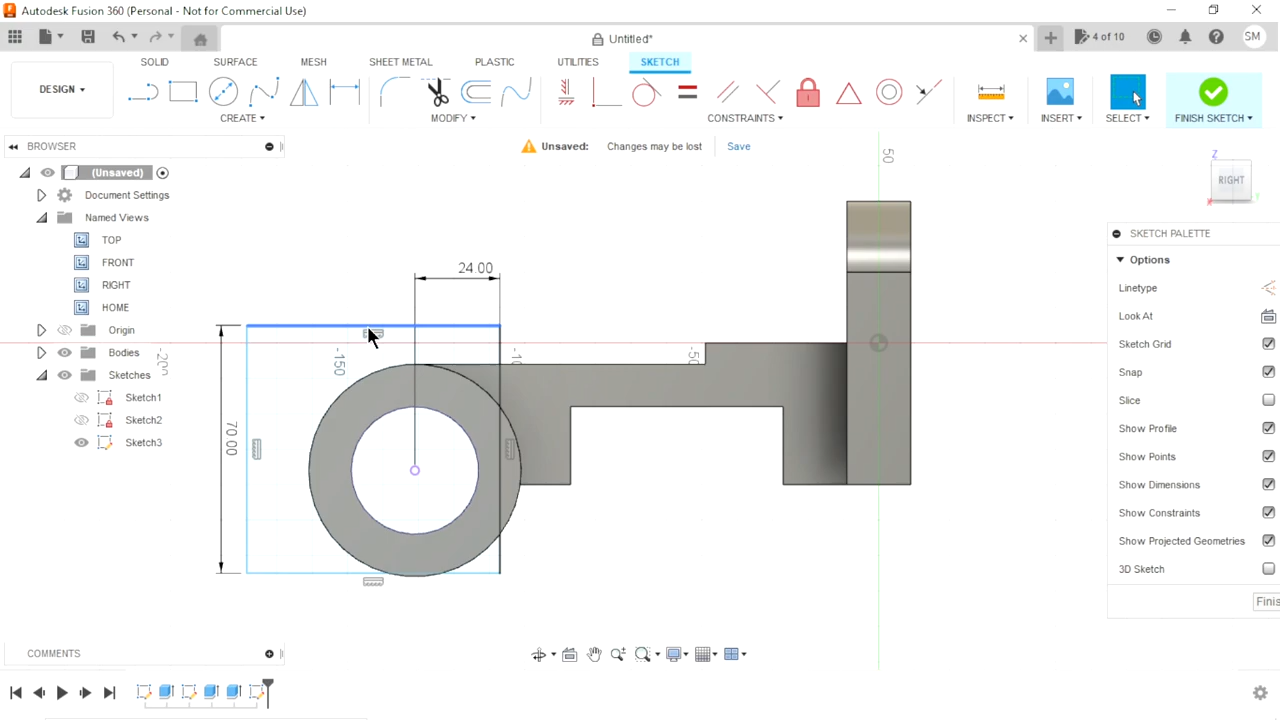 Autodesk Fusion 360 (Personal - Not for Commercial Use)
Untitled*
4 of 10
SM
DESIGN
SOLID
SURFACE
MESH
SHEET METAL
PLASTIC
UTILITIES
SKETCH
CREATE
MODIFY
CONSTRAINTS
INSPECT
INSERT
SELECT
FINISH SKETCH
BROWSER
Unsaved:
Changes may be lost
Save
(Unsaved)
Document Settings
Named Views
TOP
FRONT
RIGHT
HOME
Origin
Bodies
Sketches
Sketch1
Sketch2
Sketch3
50
Z
RIGHT
X
Y
24.00
70.00
-150
-50
SKETCH PALETTE
Options
Linetype
Look At
Sketch Grid
Snap
Slice
Show Profile
Show Points
Show Dimensions
Show Constraints
Show Projected Geometries
3D Sketch
Finis
COMMENTS